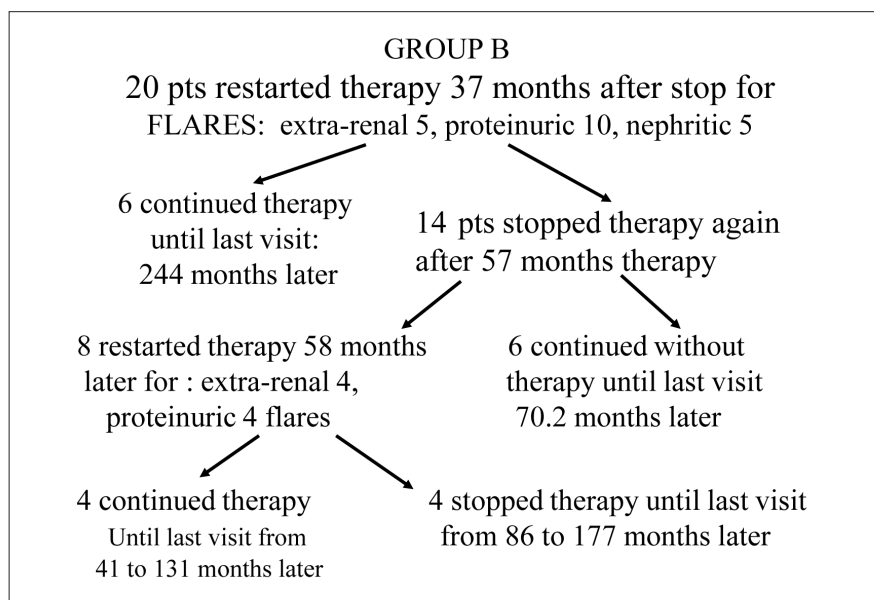 GROUP B
20 pts restarted therapy 37 months after stop for
FLARES: extra-renal 5, proteinuric 10, nephritic 5
6 continued therapy
until last visit:
244 months later
14 pts stopped therapy again
after 57 months therapy
8 restarted therapy 58 months
later for : extra-renal 4,
proteinuric 4 flares
6 continued without
therapy until last visit
70.2 months later
4 continued therapy
Until last visit from
41 to 131 months later
4 stopped therapy until last visit
from 86 to 177 months later